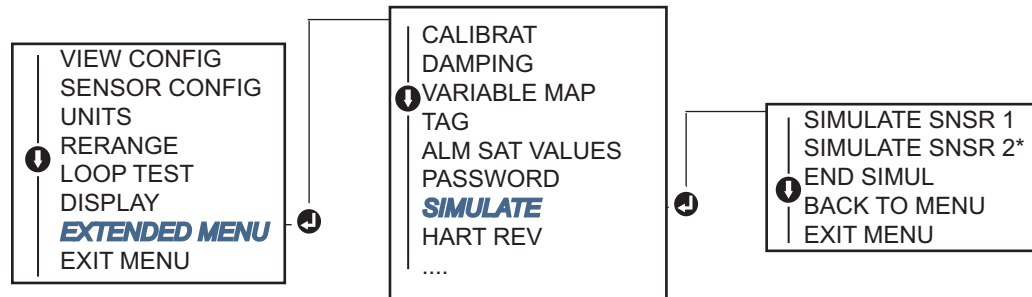 VIEW CONFIG
SENSOR CONFIG
UNITS
RERANGE
LOOP TEST
DISPLAY
EXTENDED MENU
EXIT MENU
CALIBRAT
DAMPING
VARIABLE MAP
TAG
ALM SAT VALUES
PASSWORD
SIMULATE
HART REV
....
SIMULATE SNSR 1
SIMULATE SNSR 2*
END SIMUL
BACK TO MENU
EXIT MENU